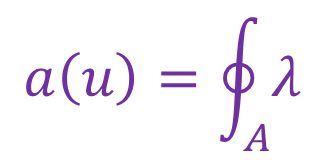 a(u) = ∮_A λ